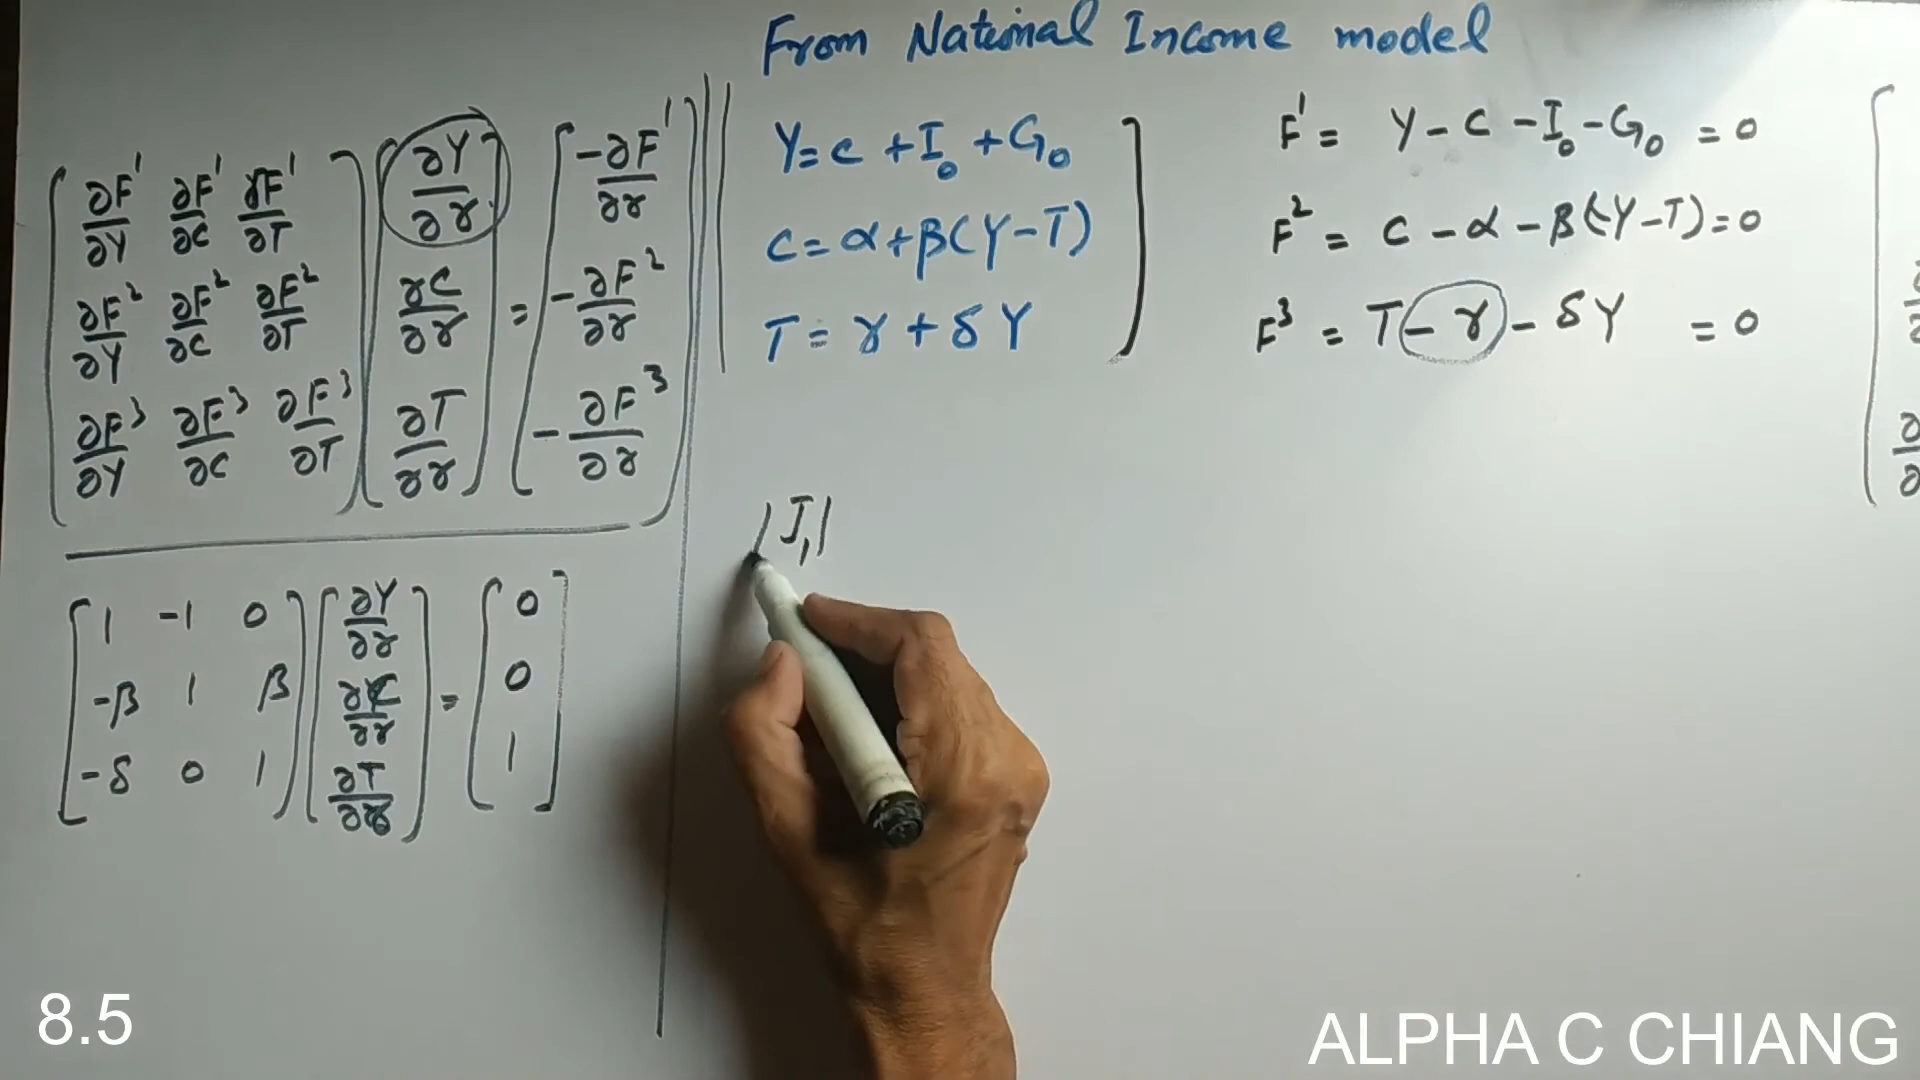 From National Income model
∂F¹/∂Y ∂F¹/∂C ∂F¹/∂T
∂F²/∂Y ∂F²/∂C ∂F²/∂T
∂F³/∂Y ∂F³/∂C ∂F³/∂T
∂Y/∂γ
∂C/∂γ
∂T/∂γ
=
-∂F¹/∂γ
-∂F²/∂γ
-∂F³/∂γ
Y = C + I₀ + G₀
C = α + β(Y-T)
T = γ + δY
F¹ = Y - C - I₀ - G₀ = 0
F² = C - α - β(Y-T) = 0
F³ = T - γ - δY = 0
1 -1 0
-β 1 β
-δ 0 1
∂Y/∂γ
∂C/∂γ
∂T/∂γ
=
0
0
1
|J₁|
8.5
ALPHA C CHIANG